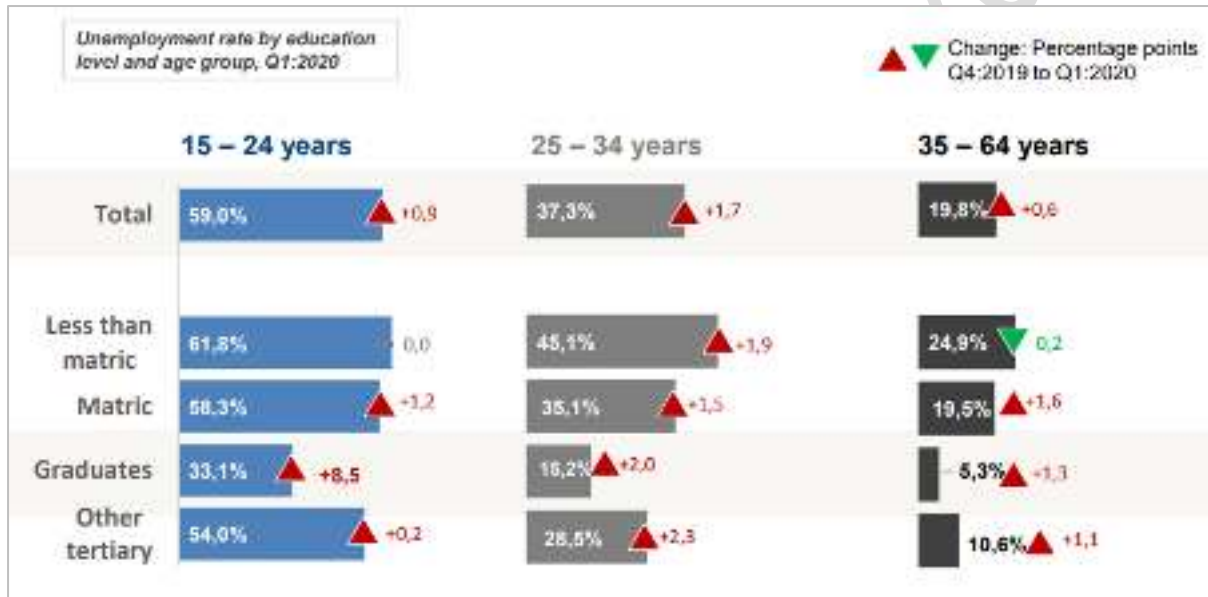 Unemployment rate by education
level and age group, Q1:2020
Change: Percentage points
Q4:2019 to Q1:2020
15 – 24 years 25 – 34 years 35 – 64 years
Total 59,0% +0,9 37,3% +1,7 19,8% +0,6
Less than
matric 61,8% 0,0 45,1% +1,9 24,9% 0,2
Matric 58,3% +1,2 35,1% +1,5 19,5% +1,6
Graduates 33,1% +8,5 16,2% +2,0 5,3% +1,3
Other
tertiary 54,0% +0,2 28,5% +2,3 10,6% +1,1